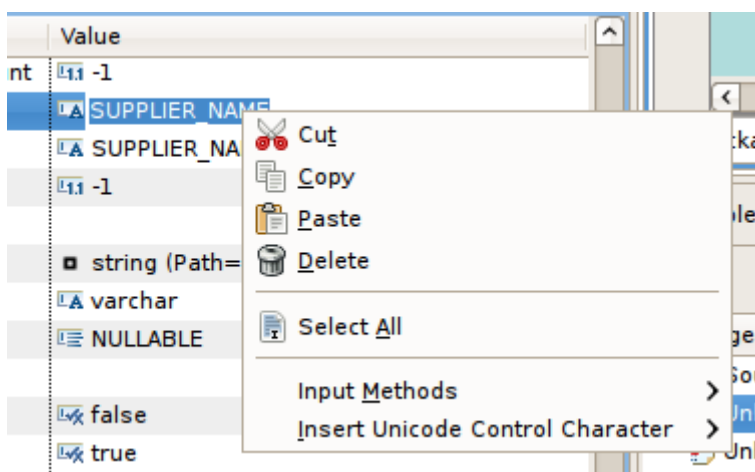 Value
nt -1
SUPPLIER_NAME
SUPPLIER_NA
-1
string (Path=
varchar
NULLABLE
false
true
Cut
Copy
Paste
Delete
Select All
Input Methods
Insert Unicode Control Character